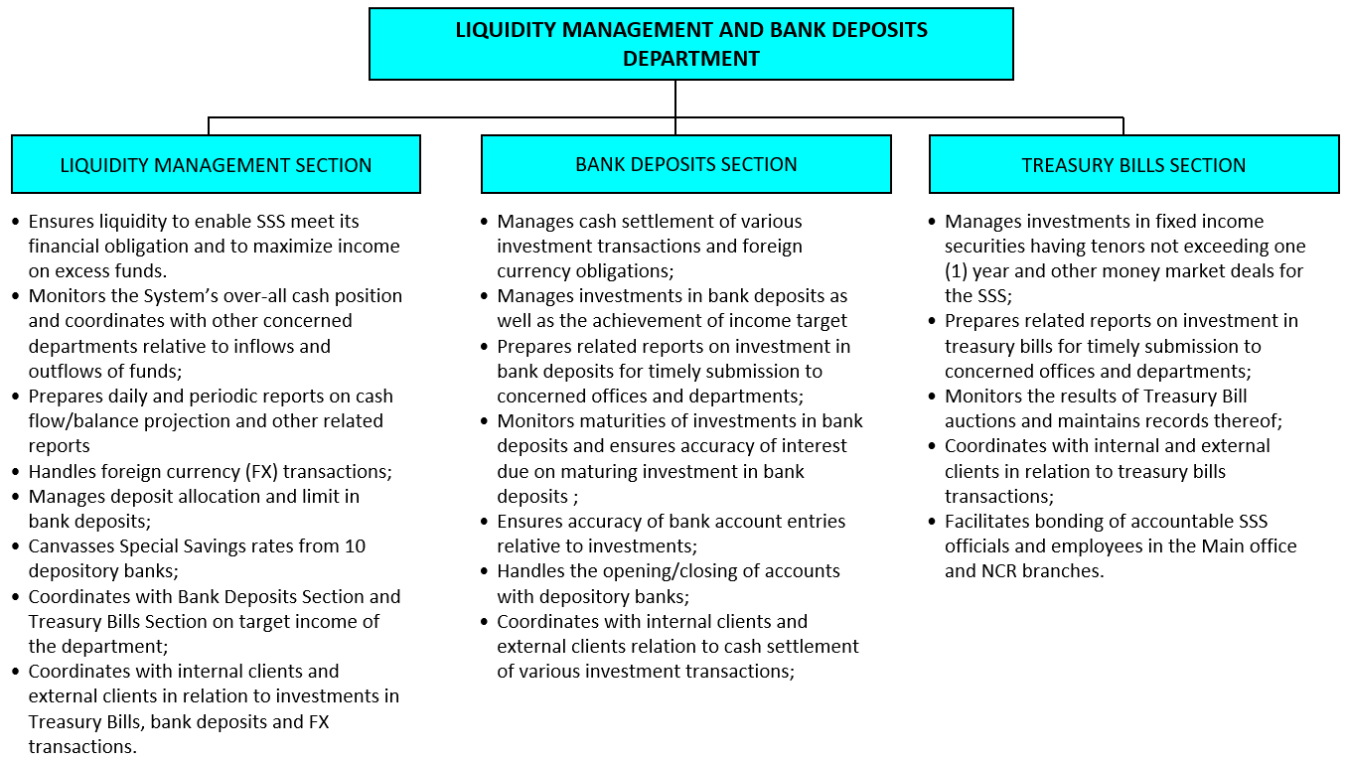 LIQUIDITY MANAGEMENT AND BANK DEPOSITS
DEPARTMENT
LIQUIDITY MANAGEMENT SECTION
• Ensures liquidity to enable SSS meet its
financial obligation and to maximize income
on excess funds.
• Monitors the System’s over-all cash position
and coordinates with other concerned
departments relative to inflows and
outflows of funds;
• Prepares daily and periodic reports on cash
flow/balance projection and other related
reports
• Handles foreign currency (FX) transactions;
• Manages deposit allocation and limit in
bank deposits;
• Canvasses Special Savings rates from 10
depository banks;
• Coordinates with Bank Deposits Section and
Treasury Bills Section on target income of
the department;
• Coordinates with internal clients and
external clients in relation to investments in
Treasury Bills, bank deposits and FX
transactions.
BANK DEPOSITS SECTION
• Manages cash settlement of various
investment transactions and foreign
currency obligations;
• Manages investments in bank deposits as
well as the achievement of income target
• Prepares related reports on investment in
bank deposits for timely submission to
concerned offices and departments;
• Monitors maturities of investments in bank
deposits and ensures accuracy of interest
due on maturing investment in bank
deposits ;
• Ensures accuracy of bank account entries
relative to investments;
• Handles the opening/closing of accounts
with depository banks;
• Coordinates with internal clients and
external clients relation to cash settlement
of various investment transactions;
TREASURY BILLS SECTION
• Manages investments in fixed income
securities having tenors not exceeding one
(1) year and other money market deals for
the SSS;
• Prepares related reports on investment in
treasury bills for timely submission to
concerned offices and departments;
• Monitors the results of Treasury Bill
auctions and maintains records thereof;
• Coordinates with internal and external
clients in relation to treasury bills
transactions;
• Facilitates bonding of accountable SSS
officials and employees in the Main office
and NCR branches.